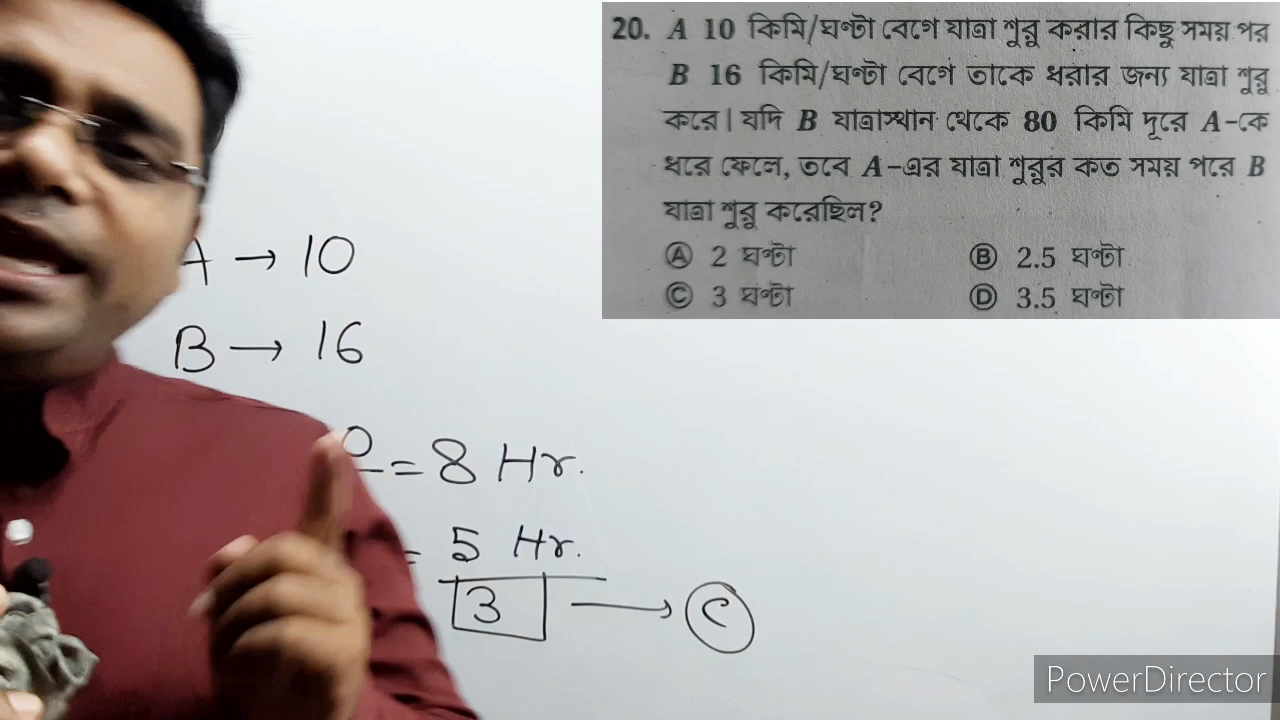 20. A 10 কিমি/ঘণ্টা বেগে যাত্রা শুরু করার কিছু সময় পর
B 16 কিমি/ঘণ্টা বেগে তাকে ধরার জন্য যাত্রা শুরু
করে। যদি B যাত্রাস্থান থেকে 80 কিমি দূরে A-কে
ধরে ফেলে, তবে A-এর যাত্রা শুরুর কত সময় পরে B
যাত্রা শুরু করেছিল?
Ⓐ 2 ঘণ্টা Ⓑ 2.5 ঘণ্টা
Ⓒ 3 ঘণ্টা Ⓓ 3.5 ঘণ্টা
A → 10
B → 16
0 = 8 Hr.
= 5 Hr.
3 → Ⓒ
PowerDirector